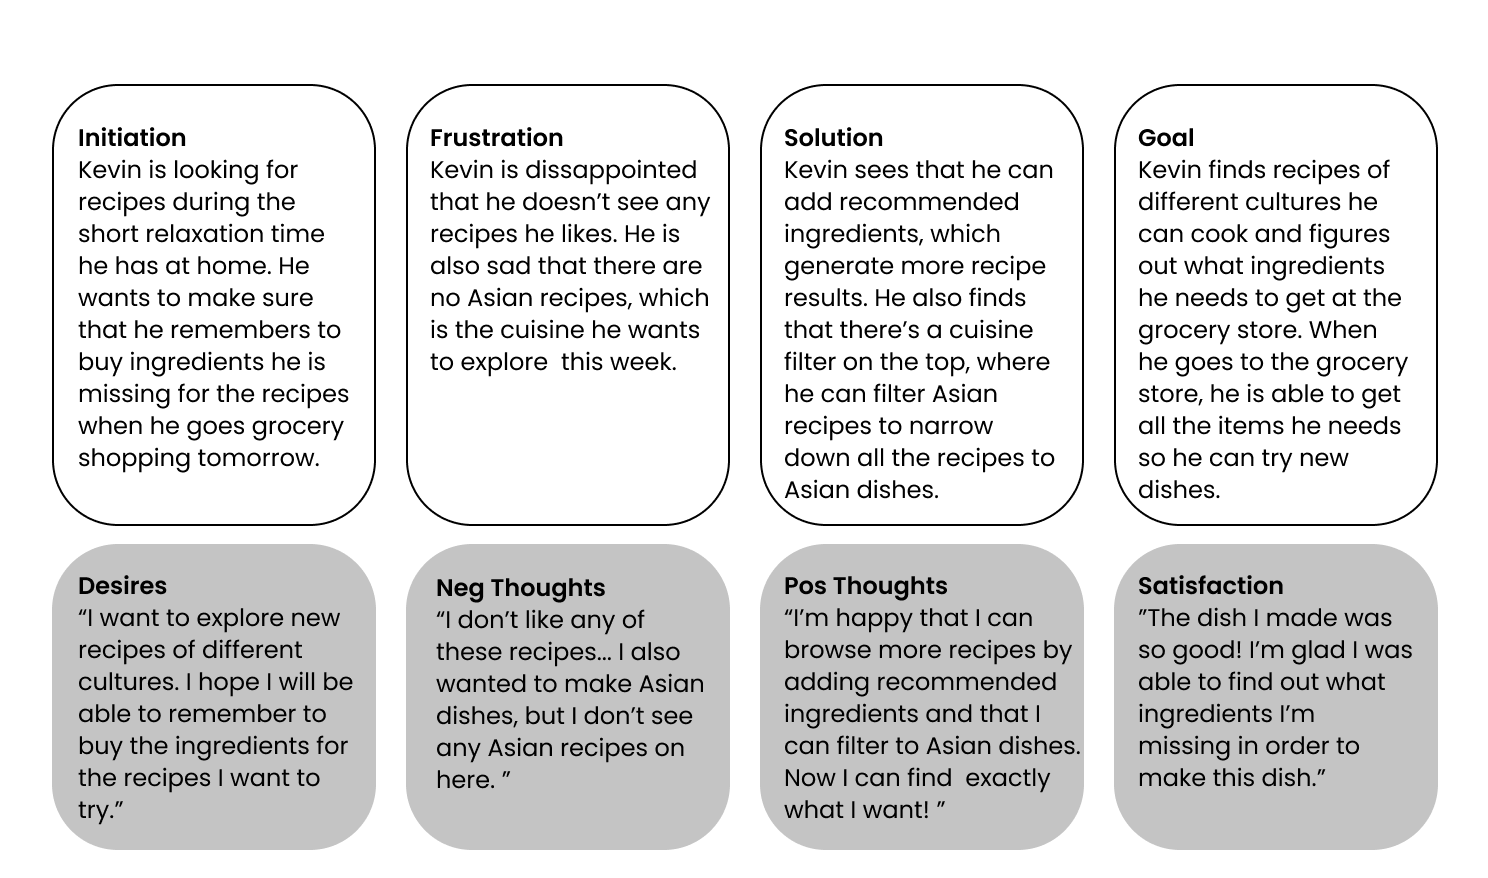 Initiation
Kevin is looking for
recipes during the
short relaxation time
he has at home. He
wants to make sure
that he remembers to
buy ingredients he is
missing for the recipes
when he goes grocery
shopping tomorrow.
Frustration
Kevin is dissappointed
that he doesn’t see any
recipes he likes. He is
also sad that there are
no Asian recipes, which
is the cuisine he wants
to explore  this week.
Solution
Kevin sees that he can
add recommended
ingredients, which
generate more recipe
results. He also finds
that there’s a cuisine
filter on the top, where
he can filter Asian
recipes to narrow
down all the recipes to
Asian dishes.
Goal
Kevin finds recipes of
different cultures he
can cook and figures
out what ingredients
he needs to get at the
grocery store. When
he goes to the grocery
store, he is able to get
all the items he needs
so he can try new
dishes.
Desires
“I want to explore new
recipes of different
cultures. I hope I will be
able to remember to
buy the ingredients for
the recipes I want to
try.”
Neg Thoughts
“I don’t like any of
these recipes... I also
wanted to make Asian
dishes, but I don’t see
any Asian recipes on
here. ”
Pos Thoughts
“I’m happy that I can
browse more recipes by
adding recommended
ingredients and that I
can filter to Asian dishes.
Now I can find  exactly
what I want! ”
Satisfaction
”The dish I made was
so good! I’m glad I was
able to find out what
ingredients I’m
missing in order to
make this dish.”